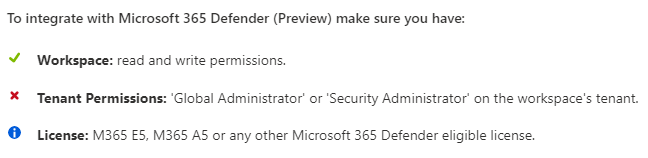 To integrate with Microsoft 365 Defender (Preview) make sure you have:
Workspace: read and write permissions.
Tenant Permissions: 'Global Administrator' or 'Security Administrator' on the workspace's tenant.
License: M365 E5, M365 A5 or any other Microsoft 365 Defender eligible license.